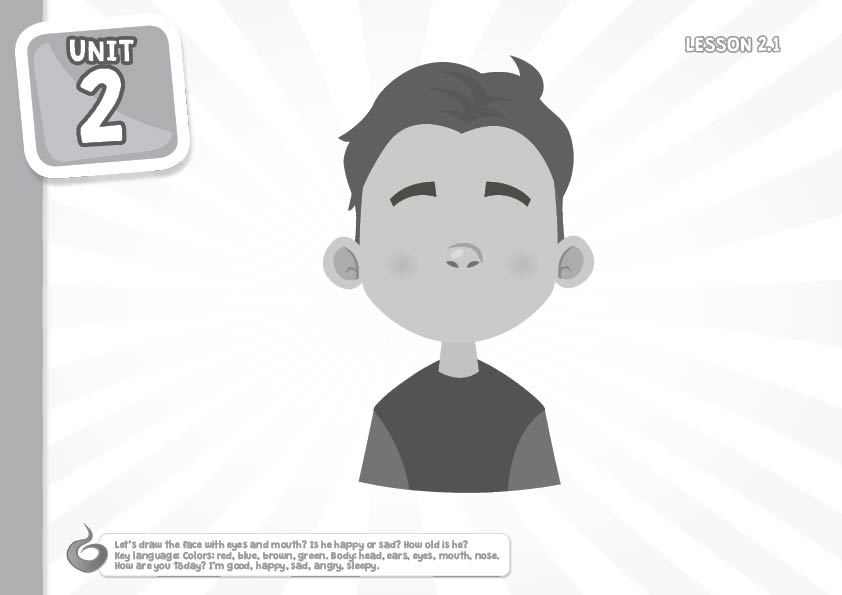 UNIT
2
LESSON 2.1
Let's draw the face with eyes and mouth? Is he happy or sad? How old is he?
Key language: Colors: red, blue, brown, green. Body: head, ears, eyes, mouth, nose.
How are you today? I'm good, happy, sad, angry, sleepy.